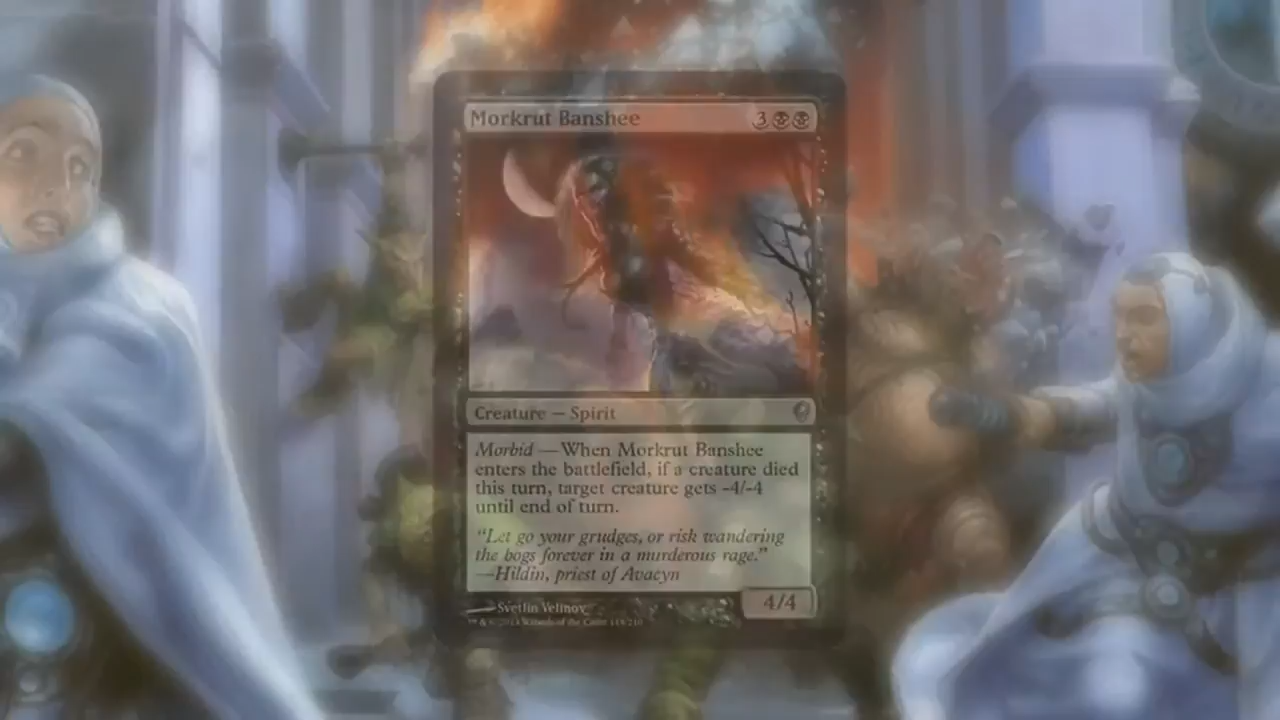 Morkrut Banshee 3
Creature — Spirit
Morbid — When Morkrut Banshee
enters the battlefield, if a creature died
this turn, target creature gets -4/-4
until end of turn.
"Let go your grudges, or risk wandering
the bogs forever in a murderous rage."
—Hildin, priest of Avacyn
4/4
Svetlin Velinov